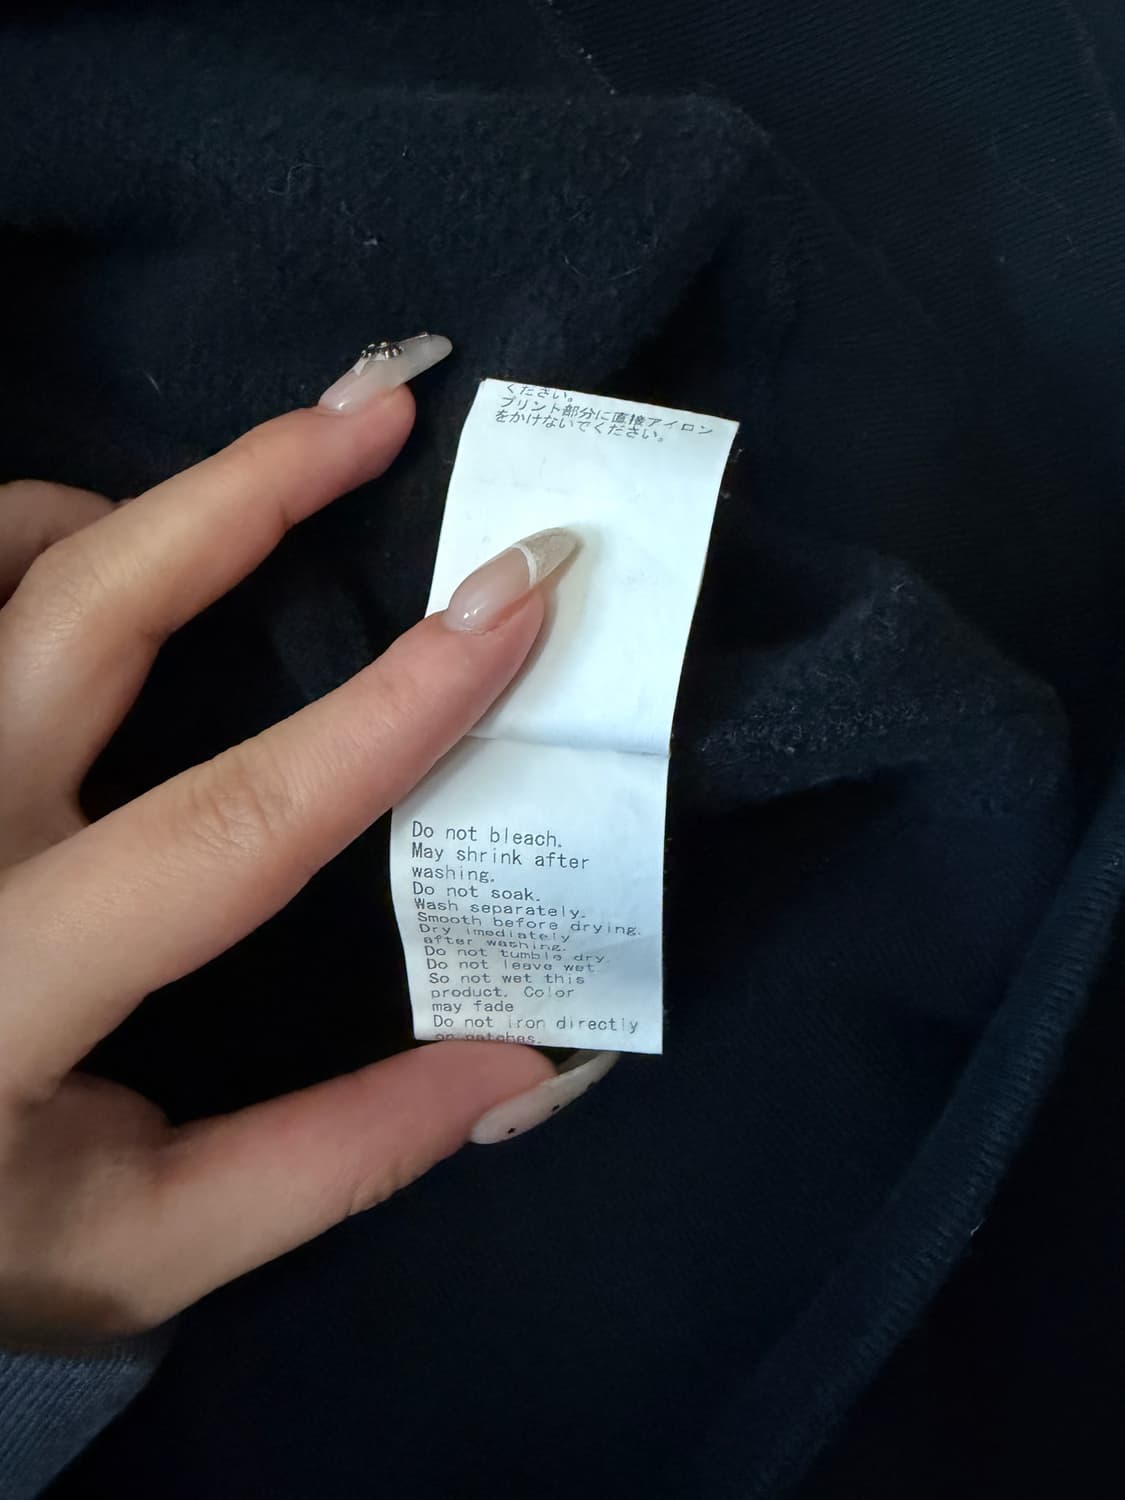 ください。
プリント部分に直接アイロン
をかけないでください。
Do not bleach.
May shrink after
washing.
Do not soak.
Wash separately.
Smooth before drying.
Dry imediately
after washing.
Do not tumble dry.
Do not leave wet.
So not wet this
product. Color
may fade
Do not iron directly
on patches.